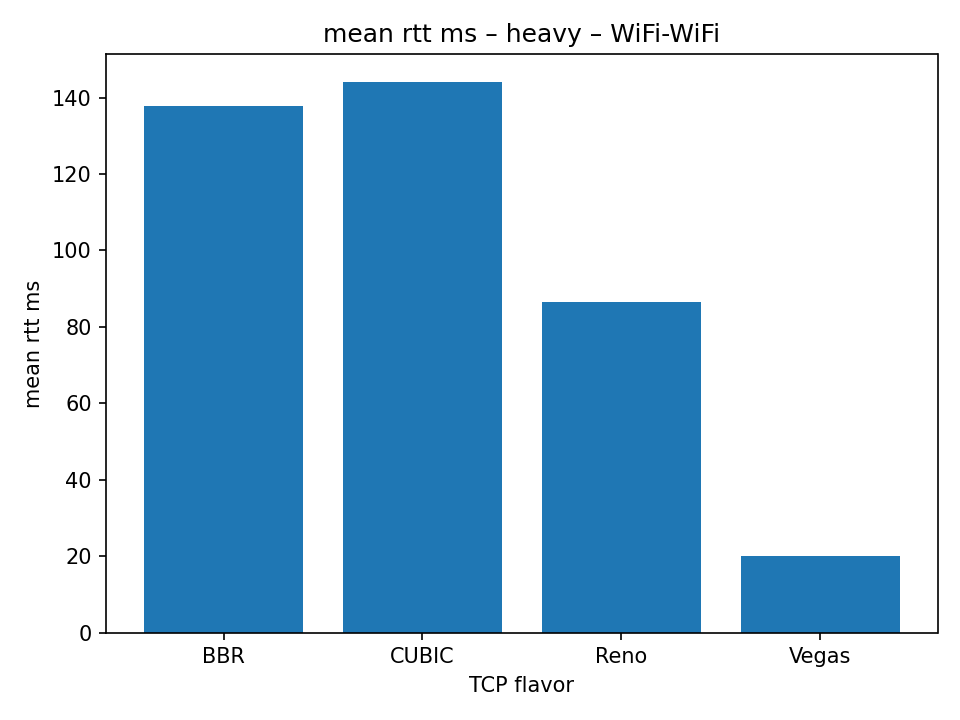 mean rtt ms – heavy – WiFi-WiFi
mean rtt ms
140
120
100
80
60
40
20
0
BBR CUBIC Reno Vegas
TCP flavor